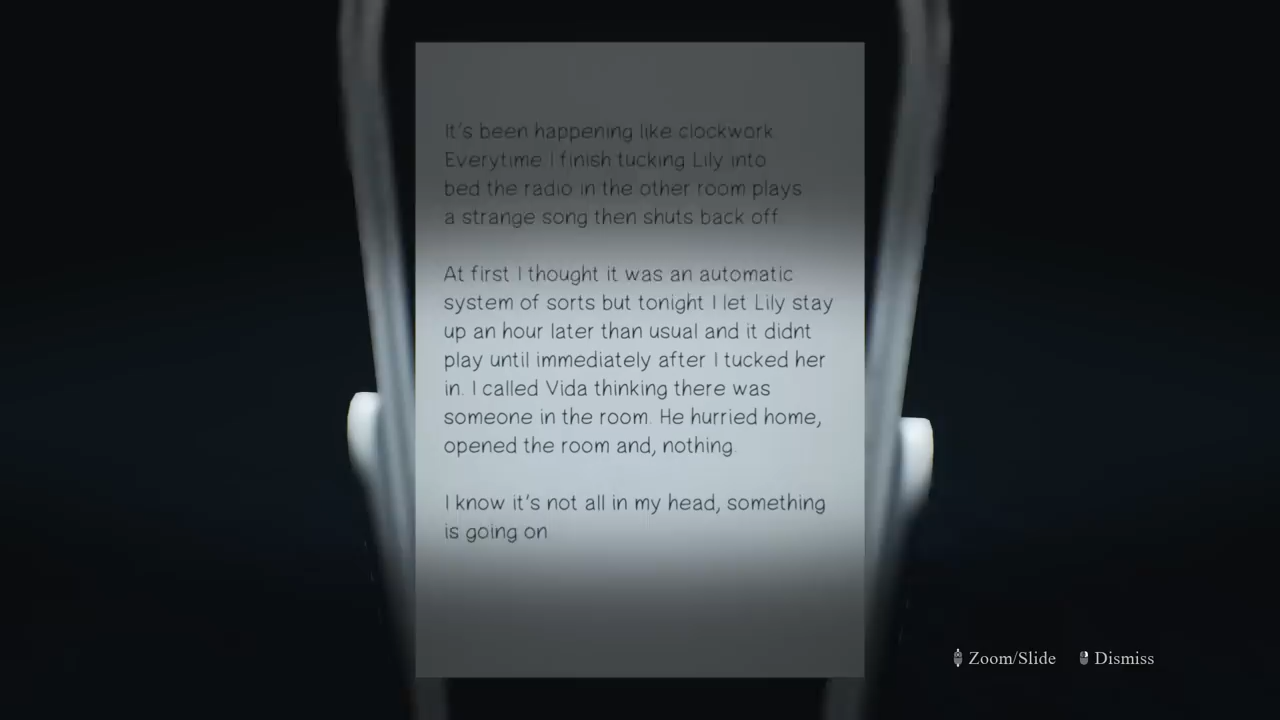 It's been happening like clockwork
Everytime I finish tucking Lily into
bed the radio in the other room plays
a strange song then shuts back off
At first I thought it was an automatic
system of sorts but tonight I let Lily stay
up an hour later than usual and it didnt
play until immediately after I tucked her
in. I called Vida thinking there was
someone in the room. He hurried home,
opened the room and, nothing.
I know it's not all in my head, something
is going on
Zoom/Slide Dismiss